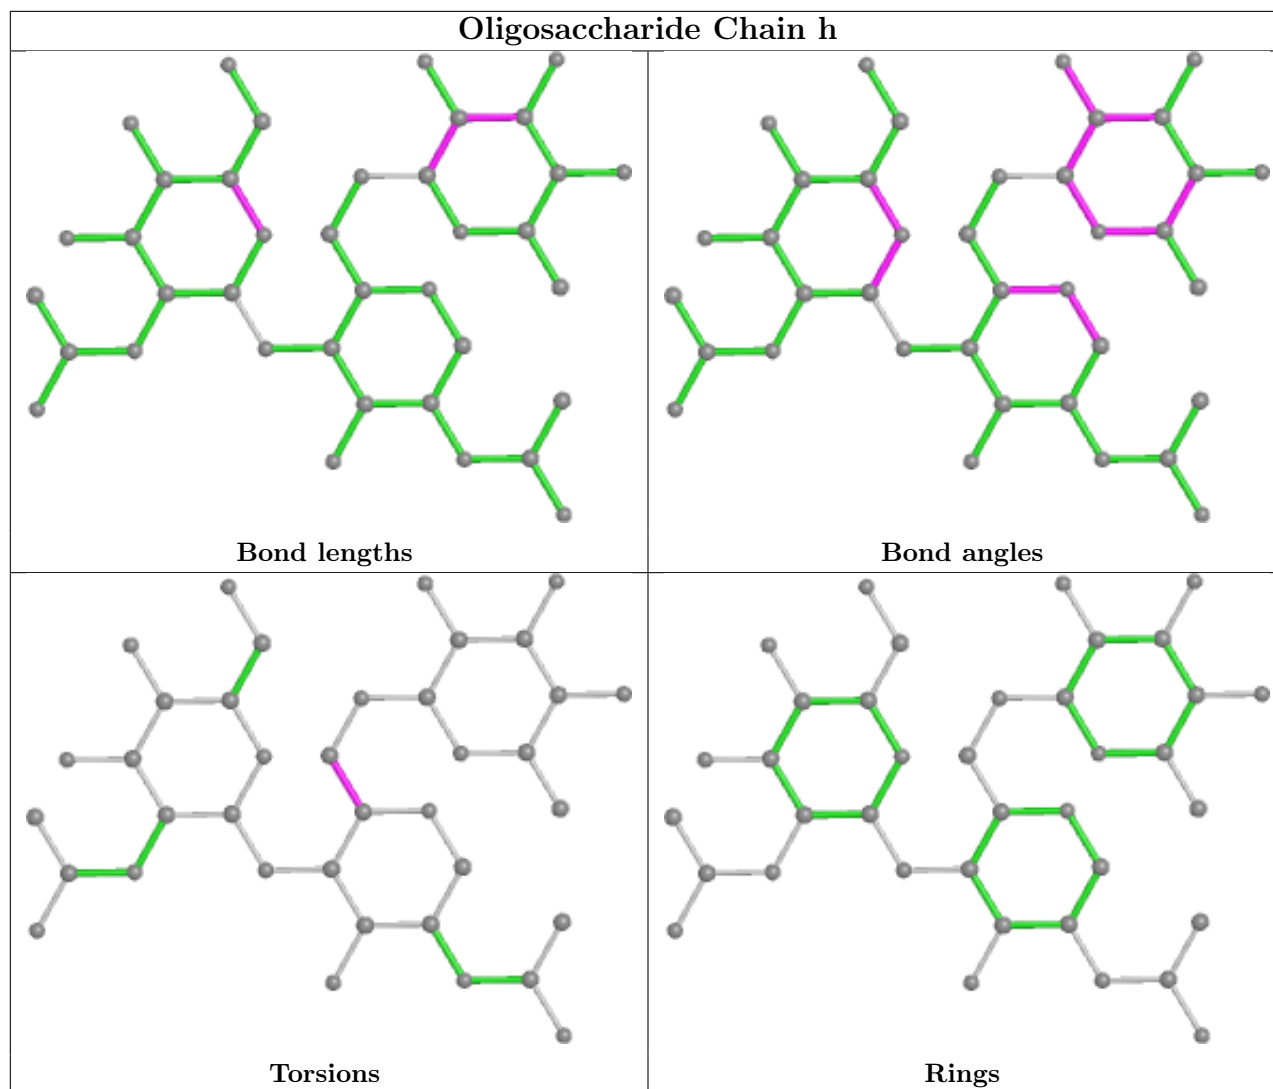 Oligosaccharide Chain h
Bond lengths
Bond angles
Torsions
Rings